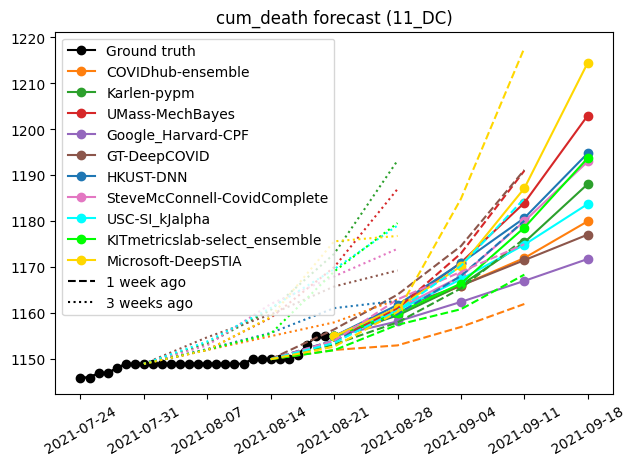 cum_death forecast (11_DC)
1220
1210
1200
1190
1180
1170
1160
1150
Ground truth
COVIDhub-ensemble
Karlen-pypm
UMass-MechBayes
Google_Harvard-CPF
GT-DeepCOVID
HKUST-DNN
SteveMcConnell-CovidComplete
USC-SI_kJalpha
KITmetricslab-select_ensemble
Microsoft-DeepSTIA
1 week ago
3 weeks ago
2021-07-24
2021-07-31
2021-08-07
2021-08-14
2021-08-21
2021-08-28
2021-09-04
2021-09-11
2021-09-18